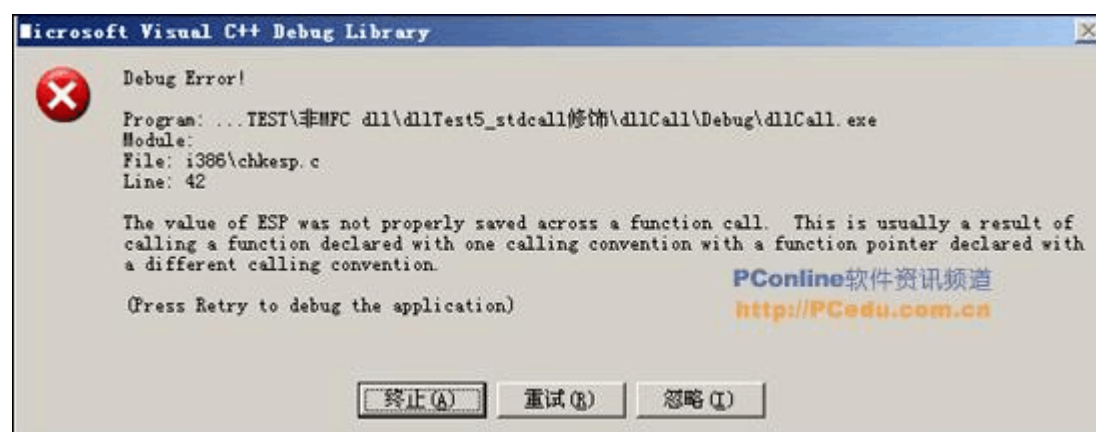 Microsoft Visual C++ Debug Library
Debug Error!
Program: ...TEST\非MFC dll\dllTest5_stdcall修饰\dllCall\Debug\dllCall.exe
Module:
File: i386\chkesp.c
Line: 42
The value of ESP was not properly saved across a function call.  This is usually a result of
calling a function declared with one calling convention with a function pointer declared with
a different calling convention.
PConline软件资讯频道
(Press Retry to debug the application)
http://PCedu.com.cn
终止(A)
重试(R)
忽略(I)